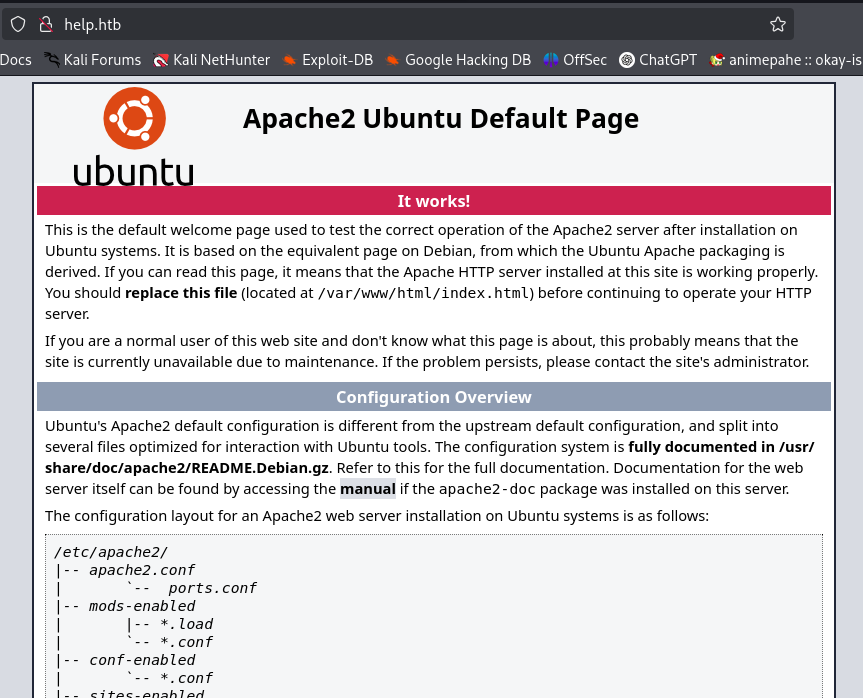 help.htb
Docs Kali Forums Kali NetHunter Exploit-DB Google Hacking DB OffSec ChatGPT animepahe :: okay-is
ubuntu
Apache2 Ubuntu Default Page
It works!
This is the default welcome page used to test the correct operation of the Apache2 server after installation on
Ubuntu systems. It is based on the equivalent page on Debian, from which the Ubuntu Apache packaging is
derived. If you can read this page, it means that the Apache HTTP server installed at this site is working properly.
You should replace this file (located at /var/www/html/index.html) before continuing to operate your HTTP
server.
If you are a normal user of this web site and don't know what this page is about, this probably means that the
site is currently unavailable due to maintenance. If the problem persists, please contact the site's administrator.
Configuration Overview
Ubuntu's Apache2 default configuration is different from the upstream default configuration, and split into
several files optimized for interaction with Ubuntu tools. The configuration system is fully documented in /usr/
share/doc/apache2/README.Debian.gz. Refer to this for the full documentation. Documentation for the web
server itself can be found by accessing the manual if the apache2-doc package was installed on this server.
The configuration layout for an Apache2 web server installation on Ubuntu systems is as follows:
/etc/apache2/
|-- apache2.conf
|       `--  ports.conf
|-- mods-enabled
|       |-- *.load
|       `-- *.conf
|-- conf-enabled
|       `-- *.conf
|-- sites-enabled